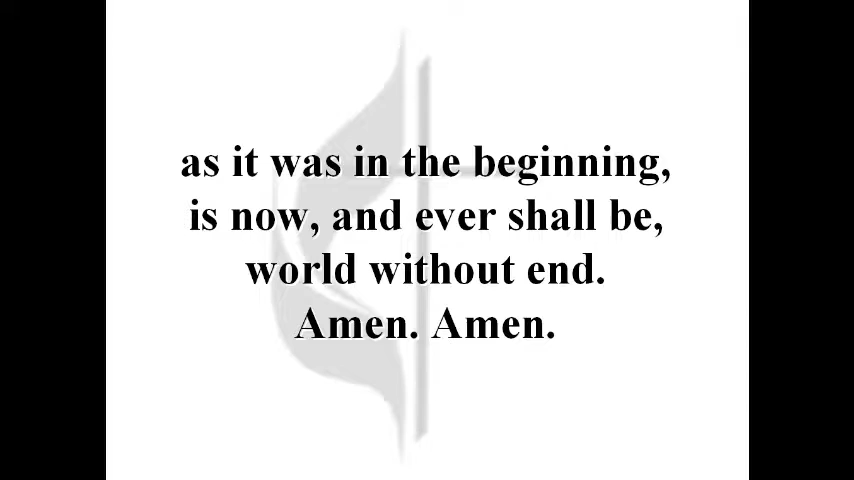 as it was in the beginning,
is now, and ever shall be,
world without end.
Amen. Amen.